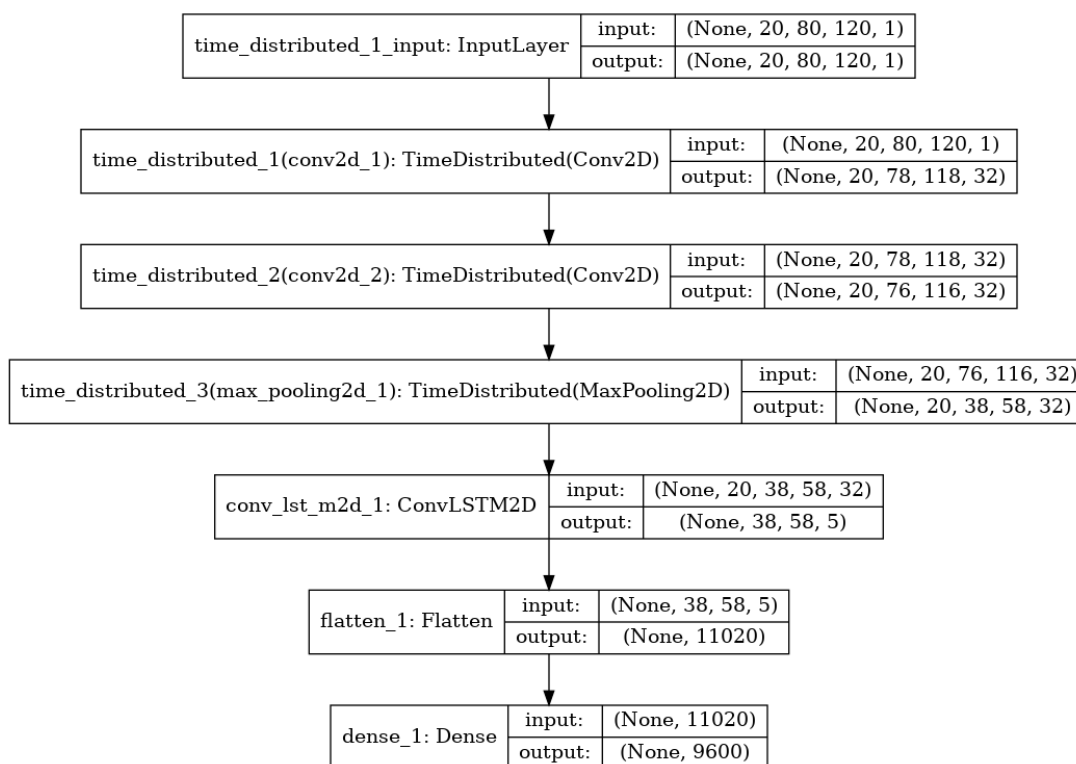 time_distributed_1_input: InputLayer
input: (None, 20, 80, 120, 1)
output: (None, 20, 80, 120, 1)
time_distributed_1(conv2d_1): TimeDistributed(Conv2D)
input: (None, 20, 80, 120, 1)
output: (None, 20, 78, 118, 32)
time_distributed_2(conv2d_2): TimeDistributed(Conv2D)
input: (None, 20, 78, 118, 32)
output: (None, 20, 76, 116, 32)
time_distributed_3(max_pooling2d_1): TimeDistributed(MaxPooling2D)
input: (None, 20, 76, 116, 32)
output: (None, 20, 38, 58, 32)
conv_lst_m2d_1: ConvLSTM2D
input: (None, 20, 38, 58, 32)
output: (None, 38, 58, 5)
flatten_1: Flatten
input: (None, 38, 58, 5)
output: (None, 11020)
dense_1: Dense
input: (None, 11020)
output: (None, 9600)